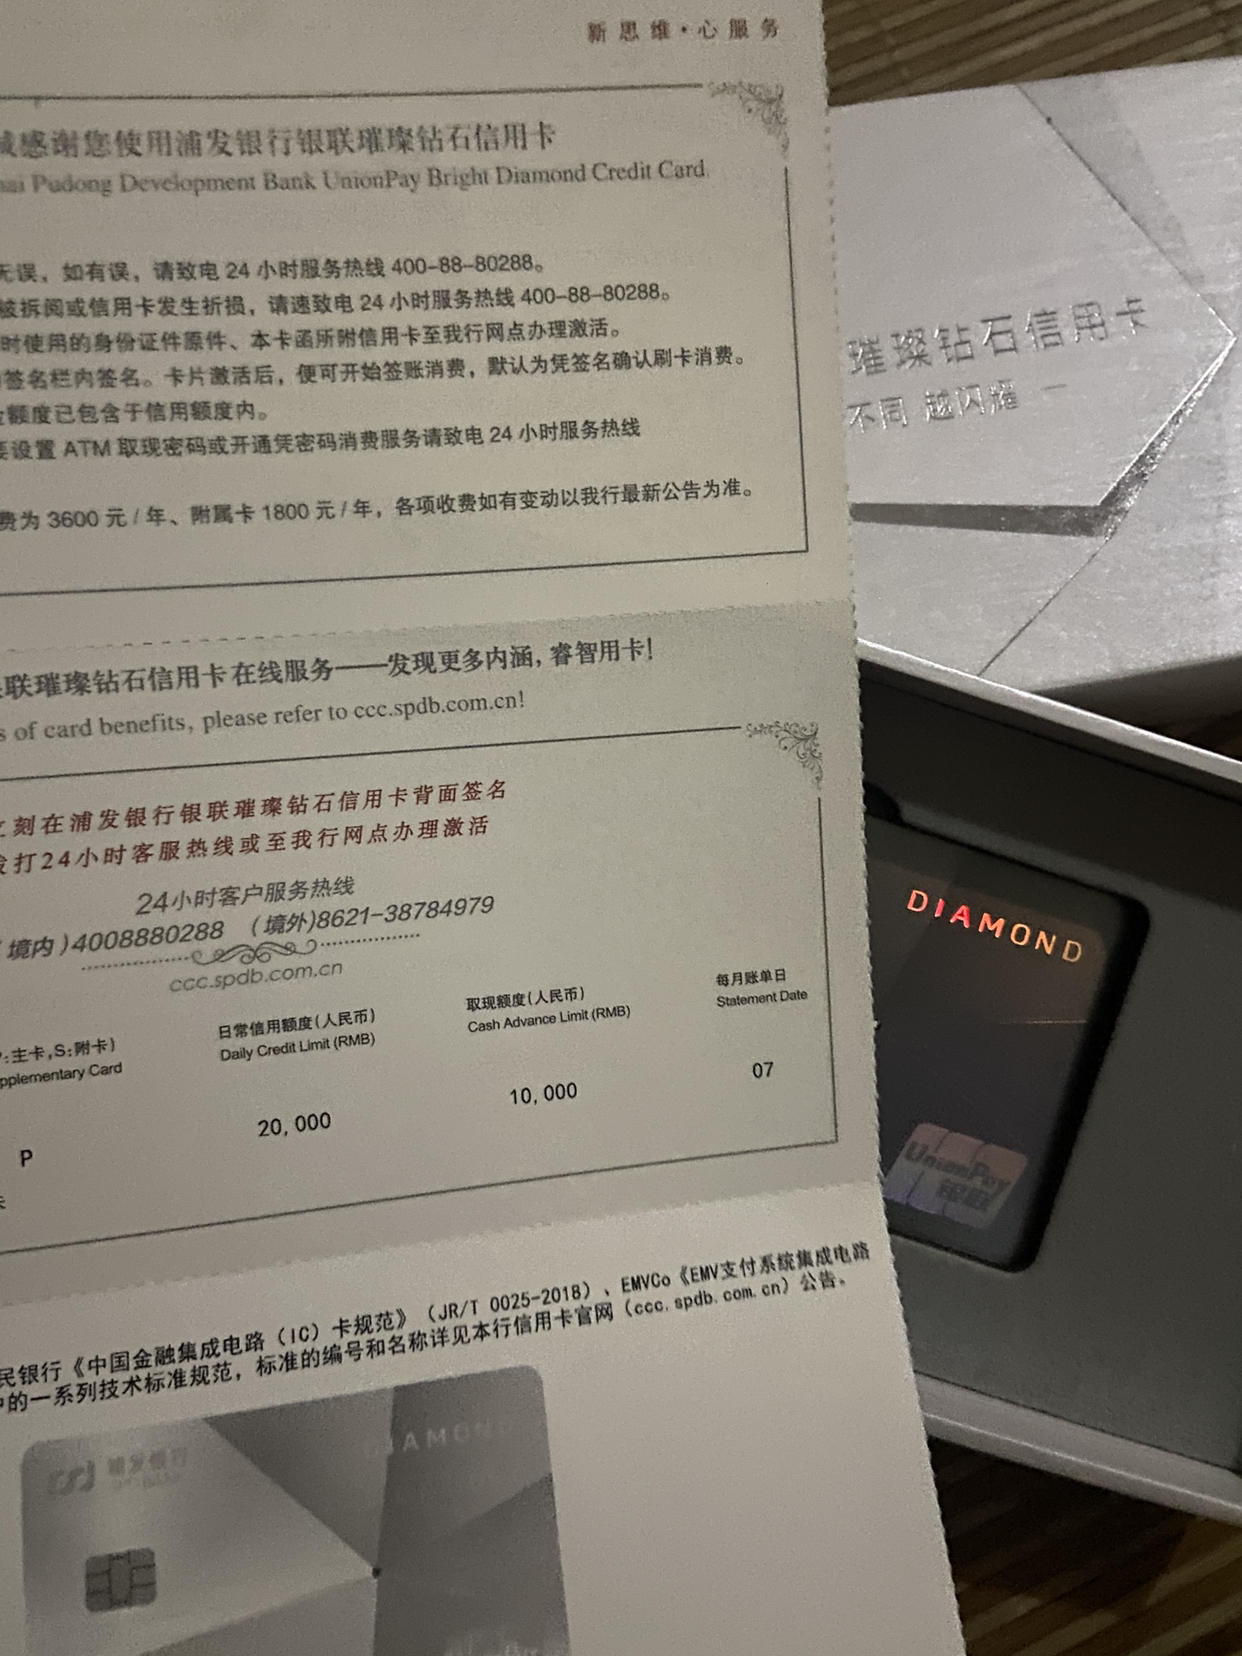 新思维·心服务
感谢您使用浦发银行银联璀璨钻石信用卡
Pudong Development Bank UnionPay Bright Diamond Credit Card
无误，如有误，请致电 24 小时服务热线 400-88-80288。
被拆阅或信用卡发生折损，请速致电 24 小时服务热线 400-88-80288。
时使用的身份证件原件、本卡函所附信用卡至我行网点办理激活。
签名栏内签名。卡片激活后，便可开始签账消费，默认为凭签名确认刷卡消费。
额度已包含于信用额度内。
设置 ATM 取现密码或开通凭密码消费服务请致电 24 小时服务热线
费为 3600 元 / 年、附属卡 1800 元 / 年，各项收费如有变动以我行最新公告为准。
联璀璨钻石信用卡在线服务——发现更多内涵，睿智用卡！
s of card benefits, please refer to ccc.spdb.com.cn!
立刻在浦发银行银联璀璨钻石信用卡背面签名
拨打24小时客服热线或至我行网点办理激活
24小时客户服务热线
（境内）4008880288 （境外）8621-38784979
ccc.spdb.com.cn
:主卡,S:附卡)
pplementary Card
P
日常信用额度(人民币)
Daily Credit Limit (RMB)
20,000
取现额度(人民币)
Cash Advance Limit (RMB)
10,000
每月账单日
Statement Date
07
民银行《中国金融集成电路（IC）卡规范》（JR/T 0025-2018）、EMVCo《EMV支付系统集成电路
中的一系列技术标准规范，标准的编号和名称详见本行信用卡官网（ccc.spdb.com.cn）公告。
浦发银行
DIAMOND
璀璨钻石信用卡
不同 越闪耀 一
DIAMOND
UnionPay
银联